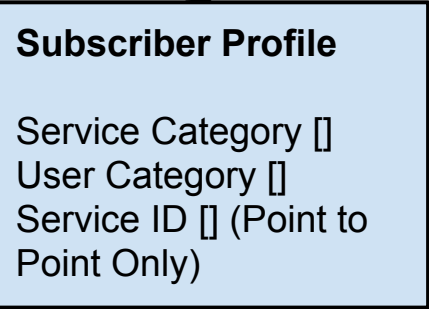 Subscriber Profile
Service Category []
User Category []
Service ID [] (Point to
Point Only)